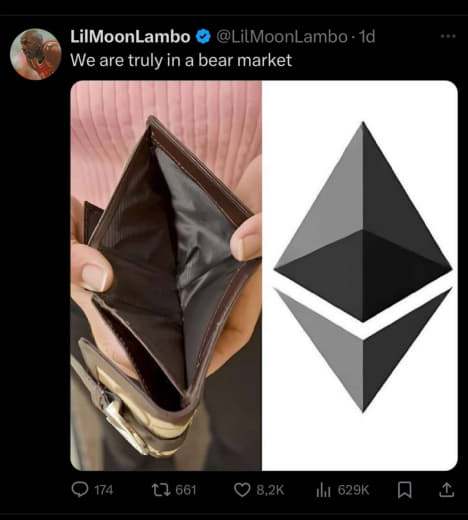 LilMoonLambo @LilMoonLambo · 1d
We are truly in a bear market
174 661 8,2K 629K